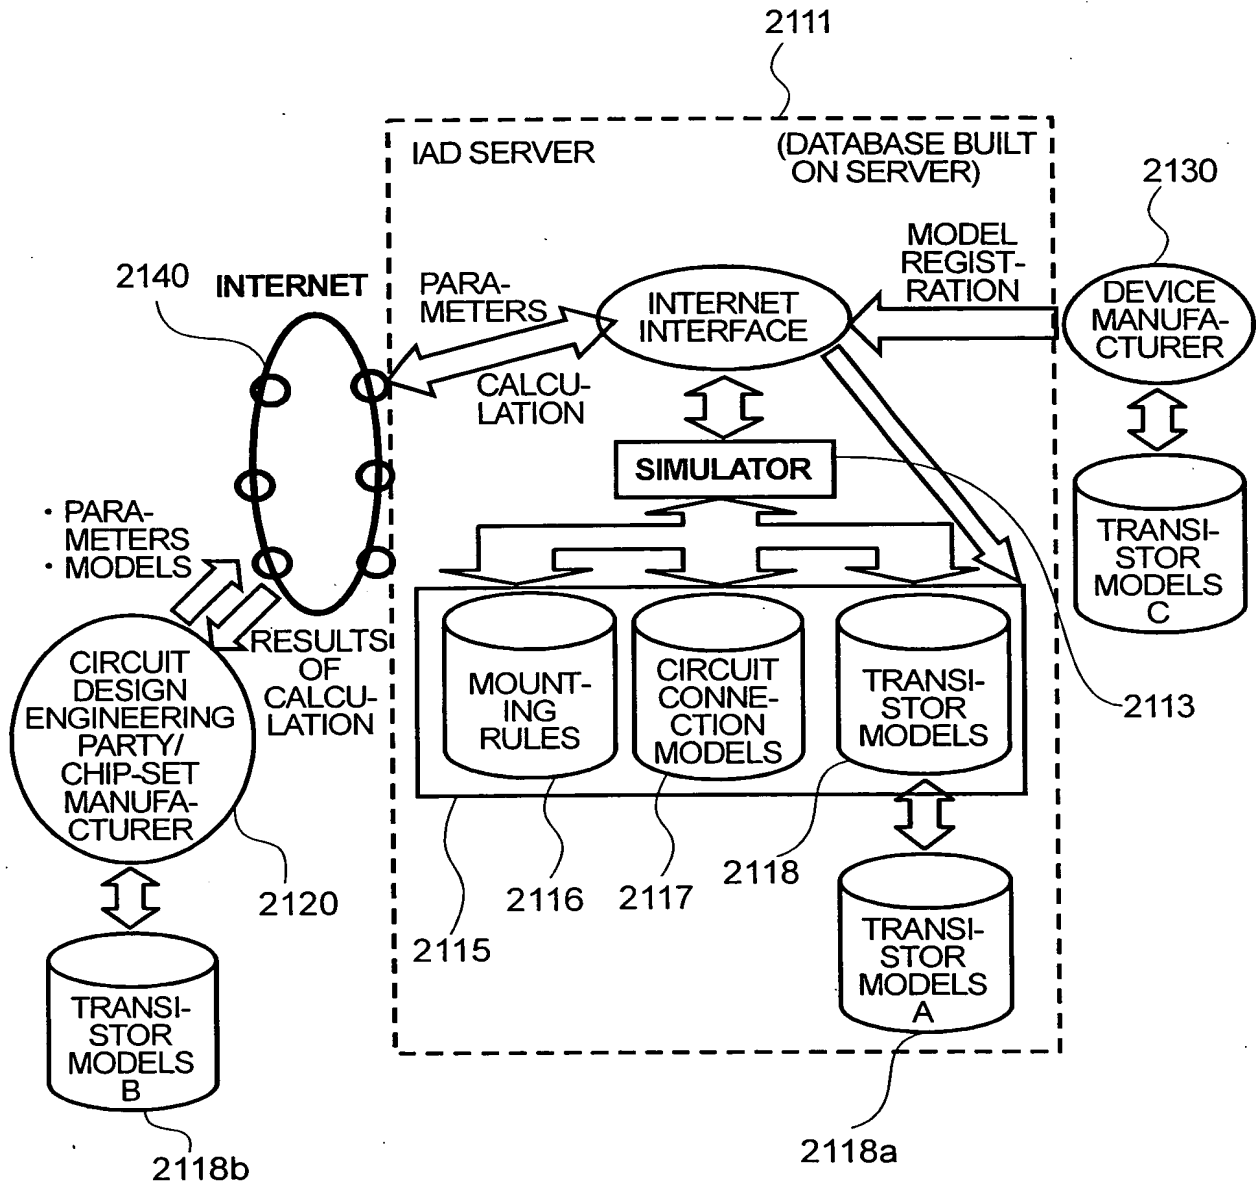 2111
IAD SERVER
(DATABASE BUILT
ON SERVER)
2130
MODEL
REGIST-
RATION
2140
INTERNET
PARA-
METERS
INTERNET
INTERFACE
DEVICE
MANUFA-
CTURER
CALCU-
LATION
SIMULATOR
· PARA-
METERS
· MODELS
TRANSI-
STOR
MODELS
C
RESULTS
OF
CALCU-
LATION
CIRCUIT
DESIGN
ENGINEERING
PARTY/
CHIP-SET
MANUFA-
CTURER
MOUNT-
ING
RULES
CIRCUIT
CONNE-
CTION
MODELS
TRANSI-
STOR
MODELS
2113
2120
2115
2116
2117
2118
TRANSI-
STOR
MODELS
A
TRANSI-
STOR
MODELS
B
2118b
2118a